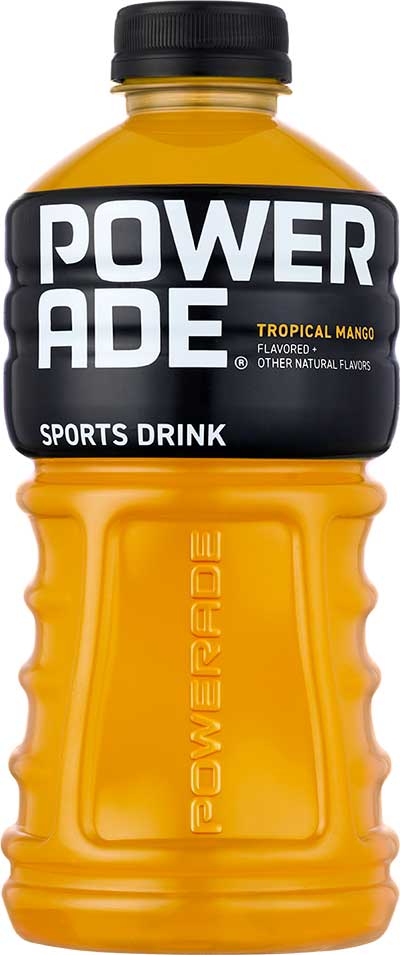 POWER
ADE®
TROPICAL MANGO
FLAVORED +
OTHER NATURAL FLAVORS
SPORTS DRINK
POWERADE